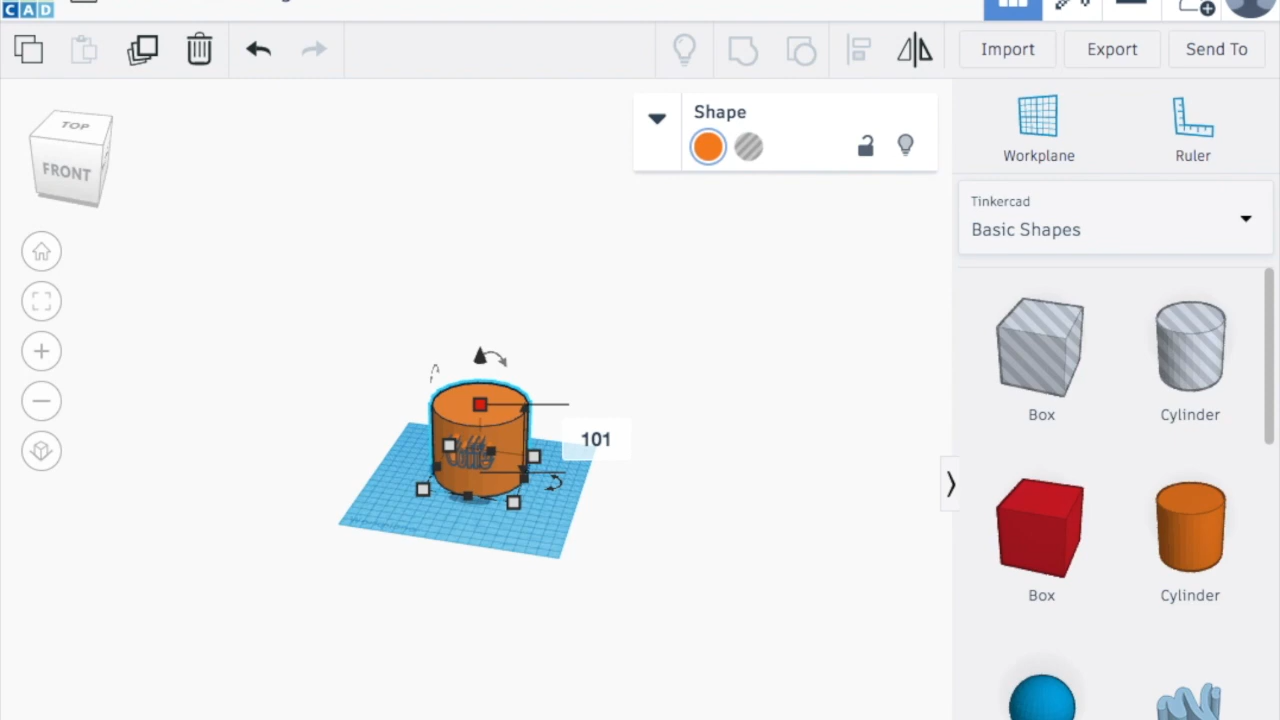 CAD
Import
Export
Send To
TOP
FRONT
Shape
Workplane
Ruler
Tinkercad
Basic Shapes
Box
Cylinder
101
Box
Cylinder